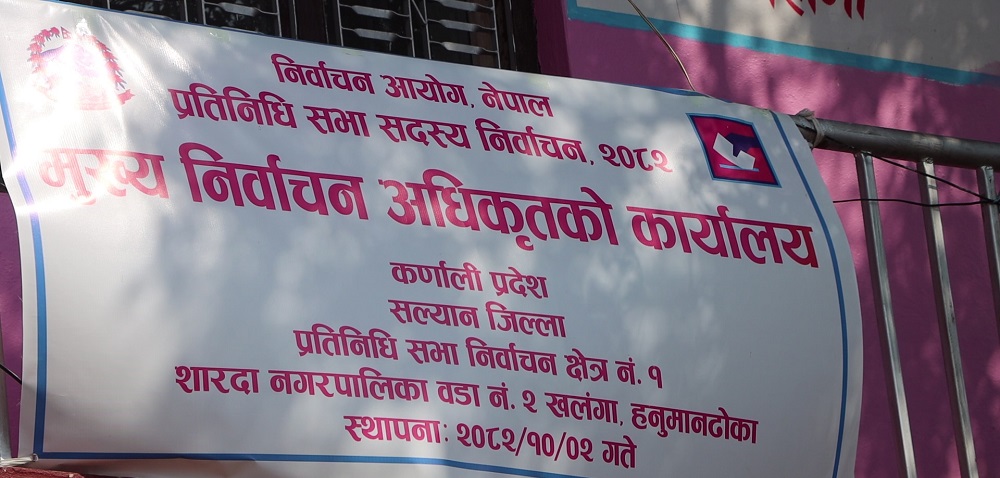 निर्वाचन आयोग, नेपाल
प्रतिनिधि सभा सदस्य निर्वाचन, २०८२
मुख्य निर्वाचन अधिकृतको कार्यालय
कर्णाली प्रदेश
सल्यान जिल्ला
प्रतिनिधि सभा निर्वाचन क्षेत्र नं. १
शारदा नगरपालिका वडा नं. २ खलंगा, हनुमानढोका
स्थापना: २०८२/१०/०२ गते